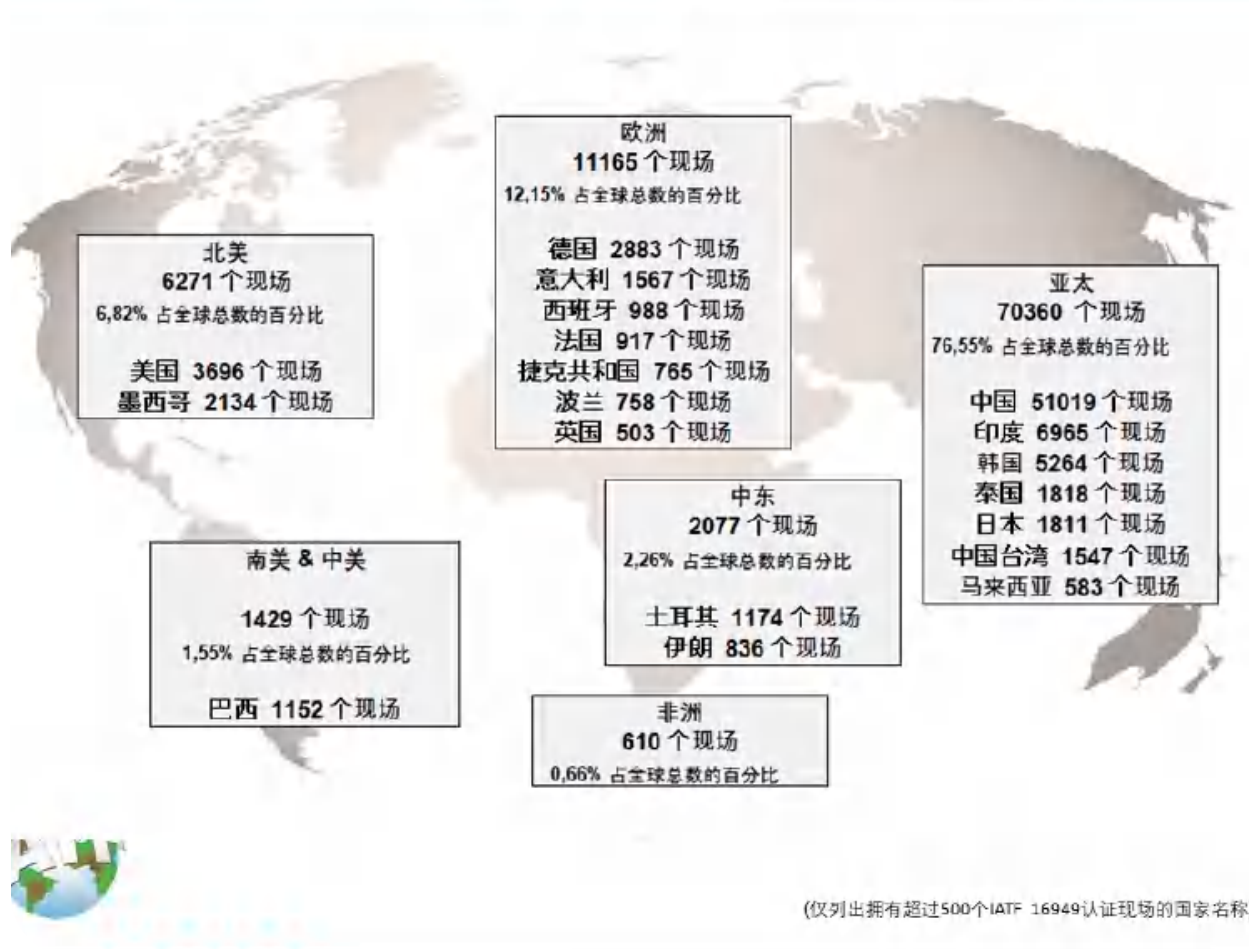 欧洲
11165 个现场
12,15% 占全球总数的百分比
德国 2883 个现场
意大利 1567 个现场
西班牙 988 个现场
法国 917 个现场
捷克共和国 765 个现场
波兰 758 个现场
英国 503 个现场
北美
6271 个现场
6,82% 占全球总数的百分比
美国 3696 个现场
墨西哥 2134 个现场
亚太
70360 个现场
76,55% 占全球总数的百分比
中国 51019 个现场
印度 6965 个现场
韩国 5264 个现场
泰国 1818 个现场
日本 1811 个现场
中国台湾 1547 个现场
马来西亚 583 个现场
中东
2077 个现场
2,26% 占全球总数的百分比
土耳其 1174 个现场
伊朗 836 个现场
南美 & 中美
1429 个现场
1,55% 占全球总数的百分比
巴西 1152 个现场
非洲
610 个现场
0,66% 占全球总数的百分比
(仅列出拥有超过500个IATF 16949认证现场的国家名称